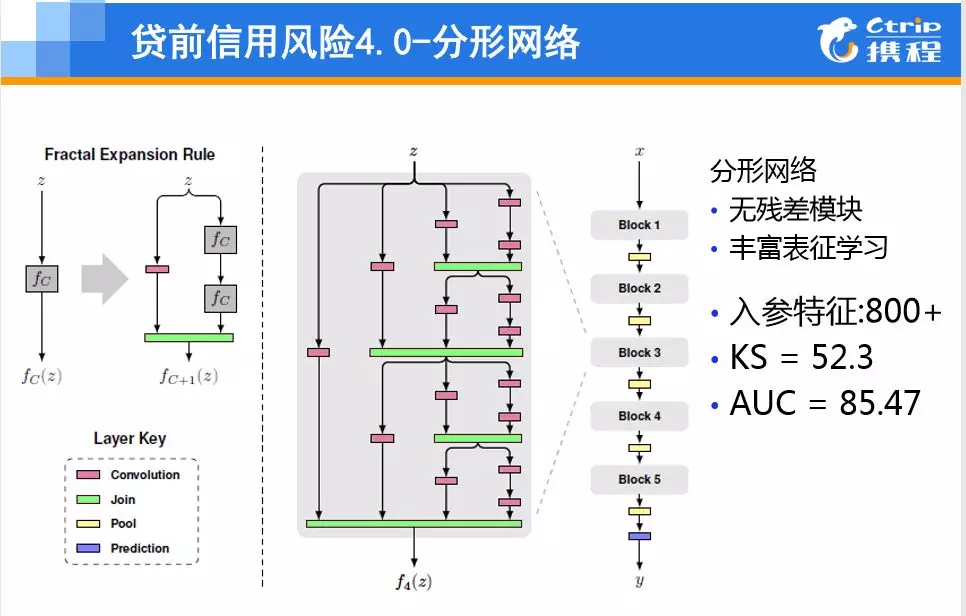 贷前信用风险4.0-分形网络
Ctrip
携程
Fractal Expansion Rule
z
z
f_C
f_C
f_C
f_C(z)
f_{C+1}(z)
Layer Key
Convolution
Join
Pool
Prediction
z
f_4(z)
x
Block 1
Block 2
Block 3
Block 4
Block 5
y
分形网络
• 无残差模块
• 丰富表征学习
• 入参特征:800+
• KS = 52.3
• AUC = 85.47